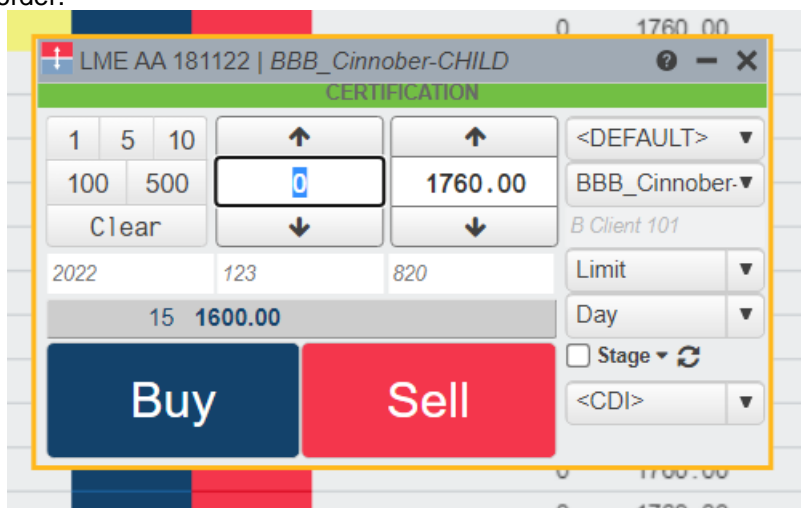 order.
0 1760.00
LME AA 181122 | BBB_Cinnober-CHILD
CERTIFICATION
1 5 10 <DEFAULT>
100 500 0 1760.00 BBB_Cinnober-
Clear B Client 101
2022 123 820 Limit
15 1600.00 Day
Stage
Buy Sell <CDI>
0 1760.00